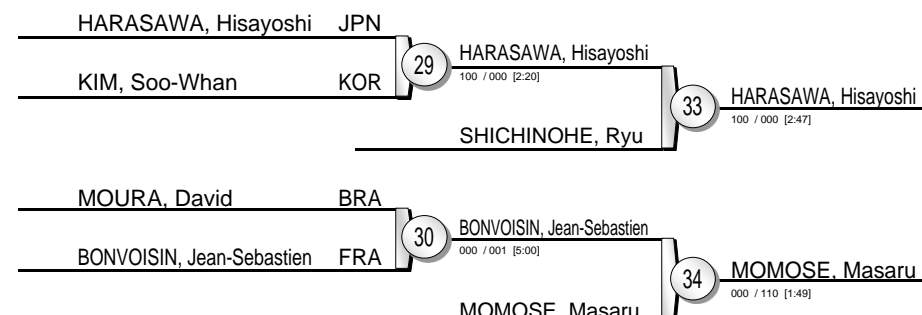 HARASAWA, Hisayoshi JPN
29
HARASAWA, Hisayoshi
100 / 000 [2:20]
KIM, Soo-Whan KOR
33
HARASAWA, Hisayoshi
100 / 000 [2:47]
SHICHINOHE, Ryu
MOURA, David BRA
30
BONVOISIN, Jean-Sebastien
000 / 001 [5:00]
BONVOISIN, Jean-Sebastien FRA
34
MOMOSE, Masaru
000 / 110 [1:49]
MOMOSE, Masaru